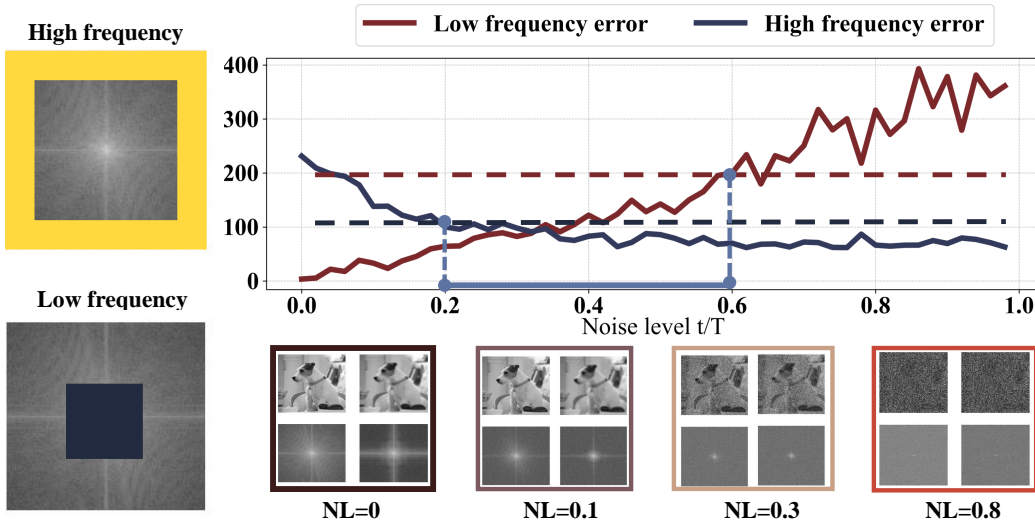 High frequency
Low frequency error
High frequency error
400
300
200
100
0
0.0
0.2
0.4
0.6
0.8
1.0
Noise level t/T
Low frequency
NL=0
NL=0.1
NL=0.3
NL=0.8